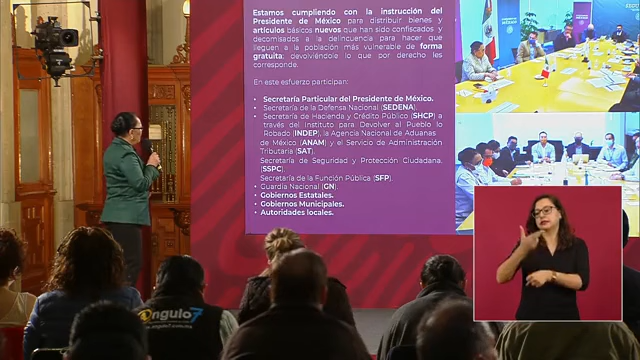 Estamos cumpliendo con la instrucción del
Presidente de México para distribuir bienes y
artículos básicos nuevos que han sido confiscados y
decomisados a la delincuencia para hacer que
lleguen a la población más vulnerable de forma
gratuita; devolviéndole lo que por derecho les
corresponde.
En este esfuerzo participan:
• Secretaría Particular del Presidente de México.
• Secretaría de la Defensa Nacional (SEDENA).
• Secretaría de Hacienda y Crédito Público (SHCP) a
través del Instituto para Devolver al Pueblo lo
Robado (INDEP), la Agencia Nacional de Aduanas
de México (ANAM) y el Servicio de Administración
Tributaria (SAT).
Secretaría de Seguridad y Protección Ciudadana,
(SSPC).
Secretaría de la Función Pública (SFP).
• Guardia Nacional (GN).
• Gobiernos Estatales.
• Gobiernos Municipales.
• Autoridades locales.
@ngulo7